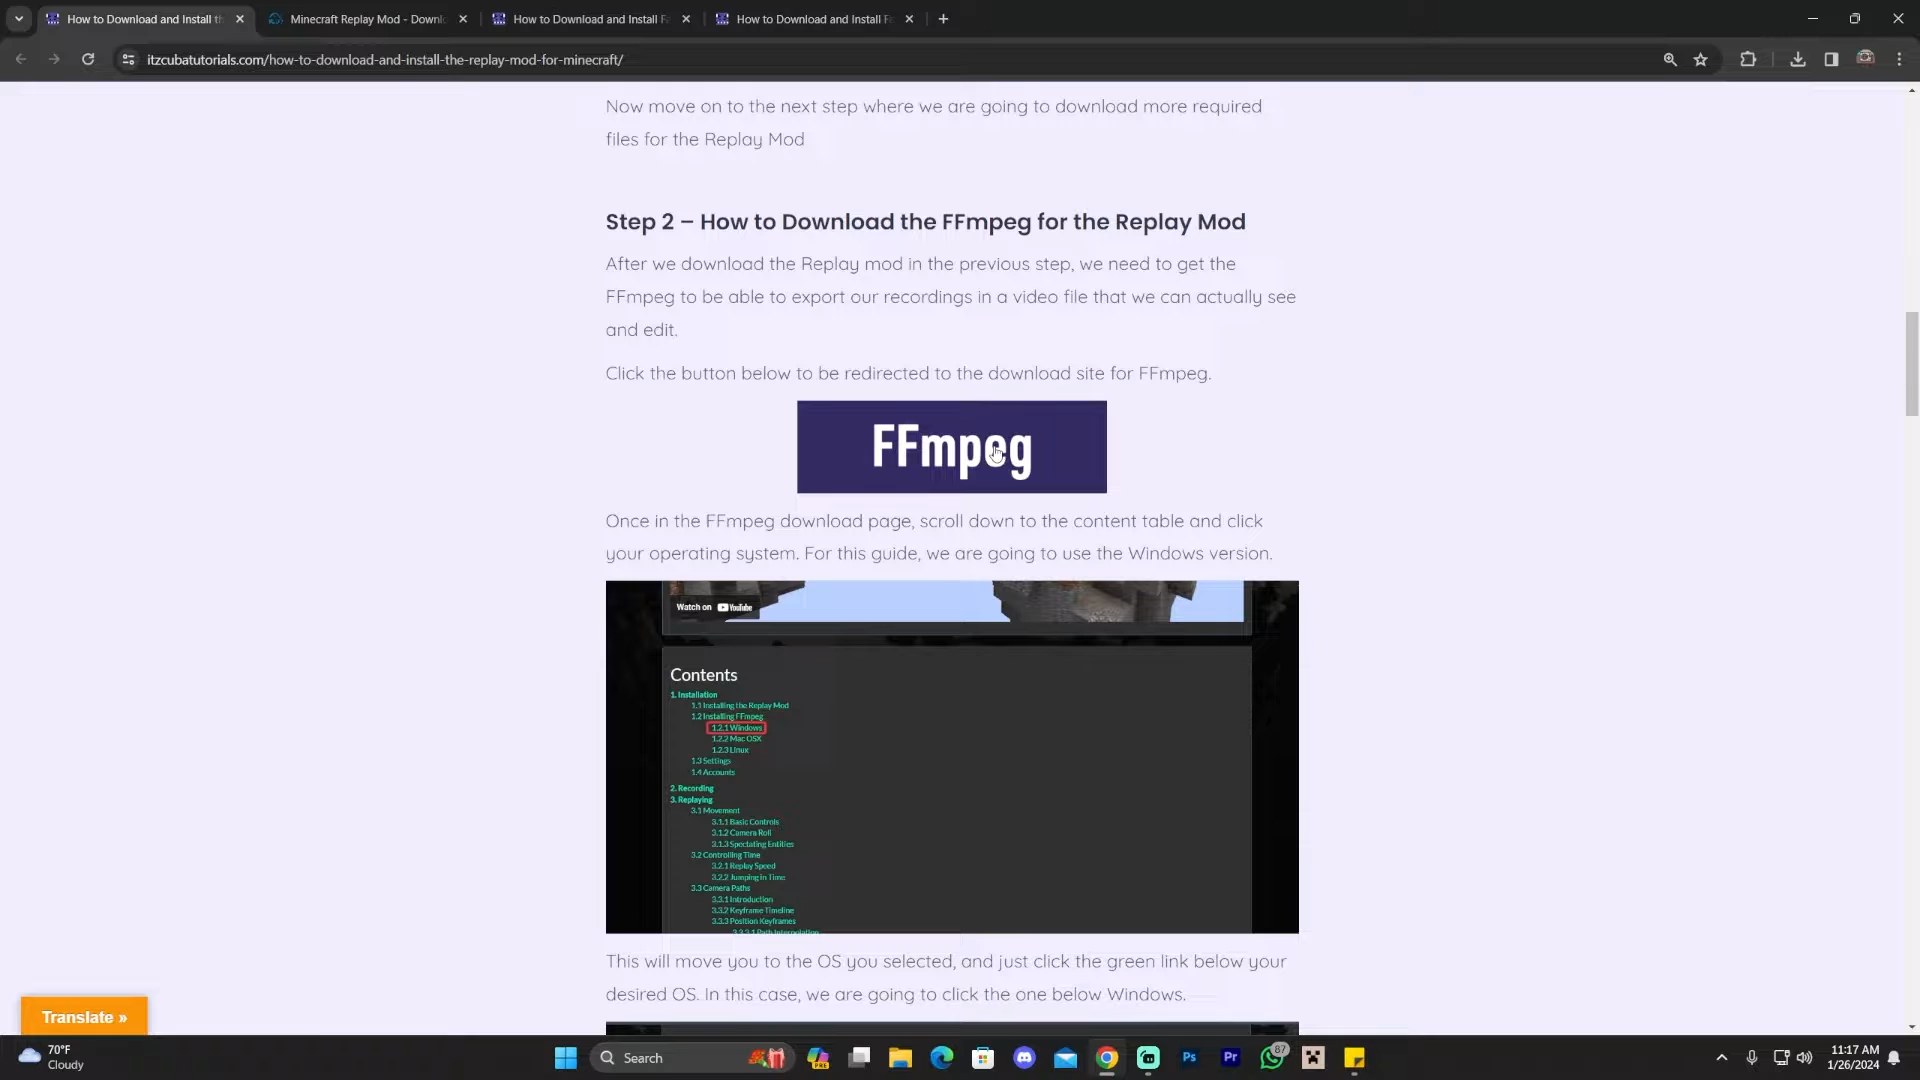 How to Download and Install th
Minecraft Replay Mod - Downl
How to Download and Install F
How to Download and Install F
itzcubatutorials.com/how-to-download-and-install-the-replay-mod-for-minecraft/
Now move on to the next step where we are going to download more required
files for the Replay Mod
Step 2 – How to Download the FFmpeg for the Replay Mod
After we download the Replay mod in the previous step, we need to get the
FFmpeg to be able to export our recordings in a video file that we can actually see
and edit.
Click the button below to be redirected to the download site for FFmpeg.
FFmpeg
Once in the FFmpeg download page, scroll down to the content table and click
your operating system. For this guide, we are going to use the Windows version.
Watch on YouTube
Contents
1. Installation
1.1 Installing the Replay Mod
1.2 Installing FFmpeg
1.2.1 Windows
1.2.2 Mac OSX
1.2.3 Linux
1.3 Settings
1.4 Accounts
2. Recording
3. Replaying
3.1 Movement
3.1.1 Basic Controls
3.1.2 Camera Roll
3.1.3 Spectating Entities
3.2 Controlling Time
3.2.1 Replay Speed
3.2.2 Jumping in Time
3.3 Camera Paths
3.3.1 Introduction
3.3.2 Keyframe Timeline
3.3.3 Position Keyframes
3.3.3.1 Path Interpolation
This will move you to the OS you selected, and just click the green link below your
desired OS. In this case, we are going to click the one below Windows.
Translate »
70°F
Cloudy
Search
PRE
Ps
Pr
87
11:17 AM
1/26/2024